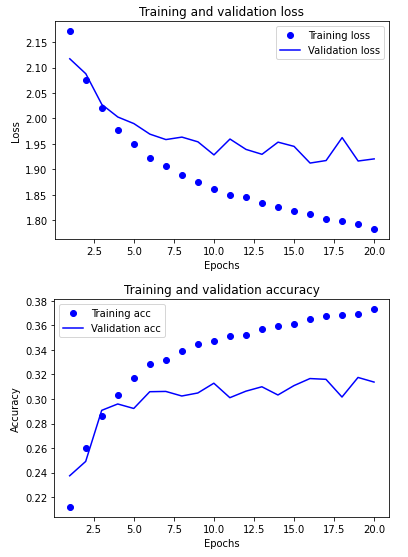 Training and validation loss
Training loss
Validation loss
Loss
2.15
2.10
2.05
2.00
1.95
1.90
1.85
1.80
2.5 5.0 7.5 10.0 12.5 15.0 17.5 20.0
Epochs
Training and validation accuracy
Training acc
Validation acc
Accuracy
0.38
0.36
0.34
0.32
0.30
0.28
0.26
0.24
0.22
2.5 5.0 7.5 10.0 12.5 15.0 17.5 20.0
Epochs